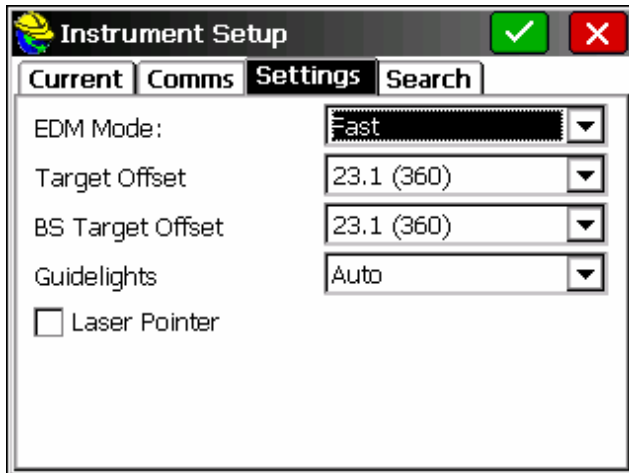 Instrument Setup
Current Comms Settings Search
EDM Mode: Fast
Target Offset 23.1 (360)
BS Target Offset 23.1 (360)
Guidelights Auto
Laser Pointer